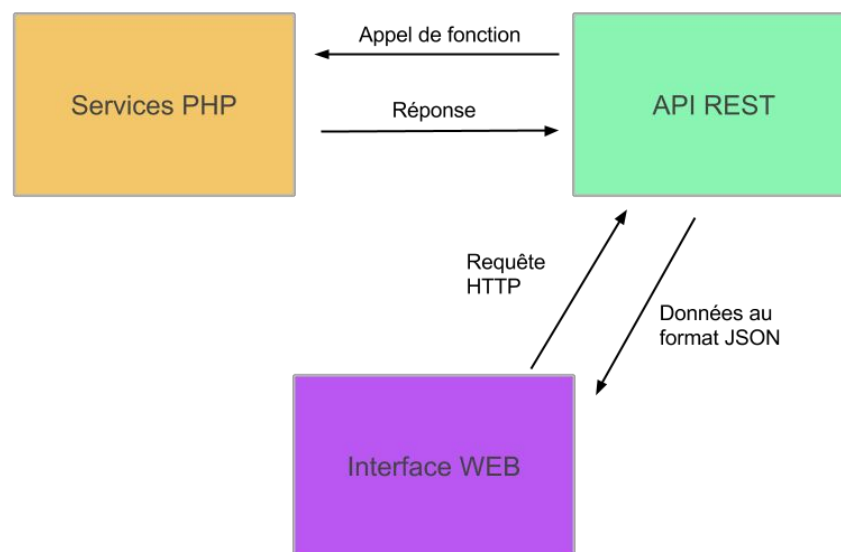 Appel de fonction
Services PHP
API REST
Réponse
Requête
HTTP
Données au
format JSON
Interface WEB